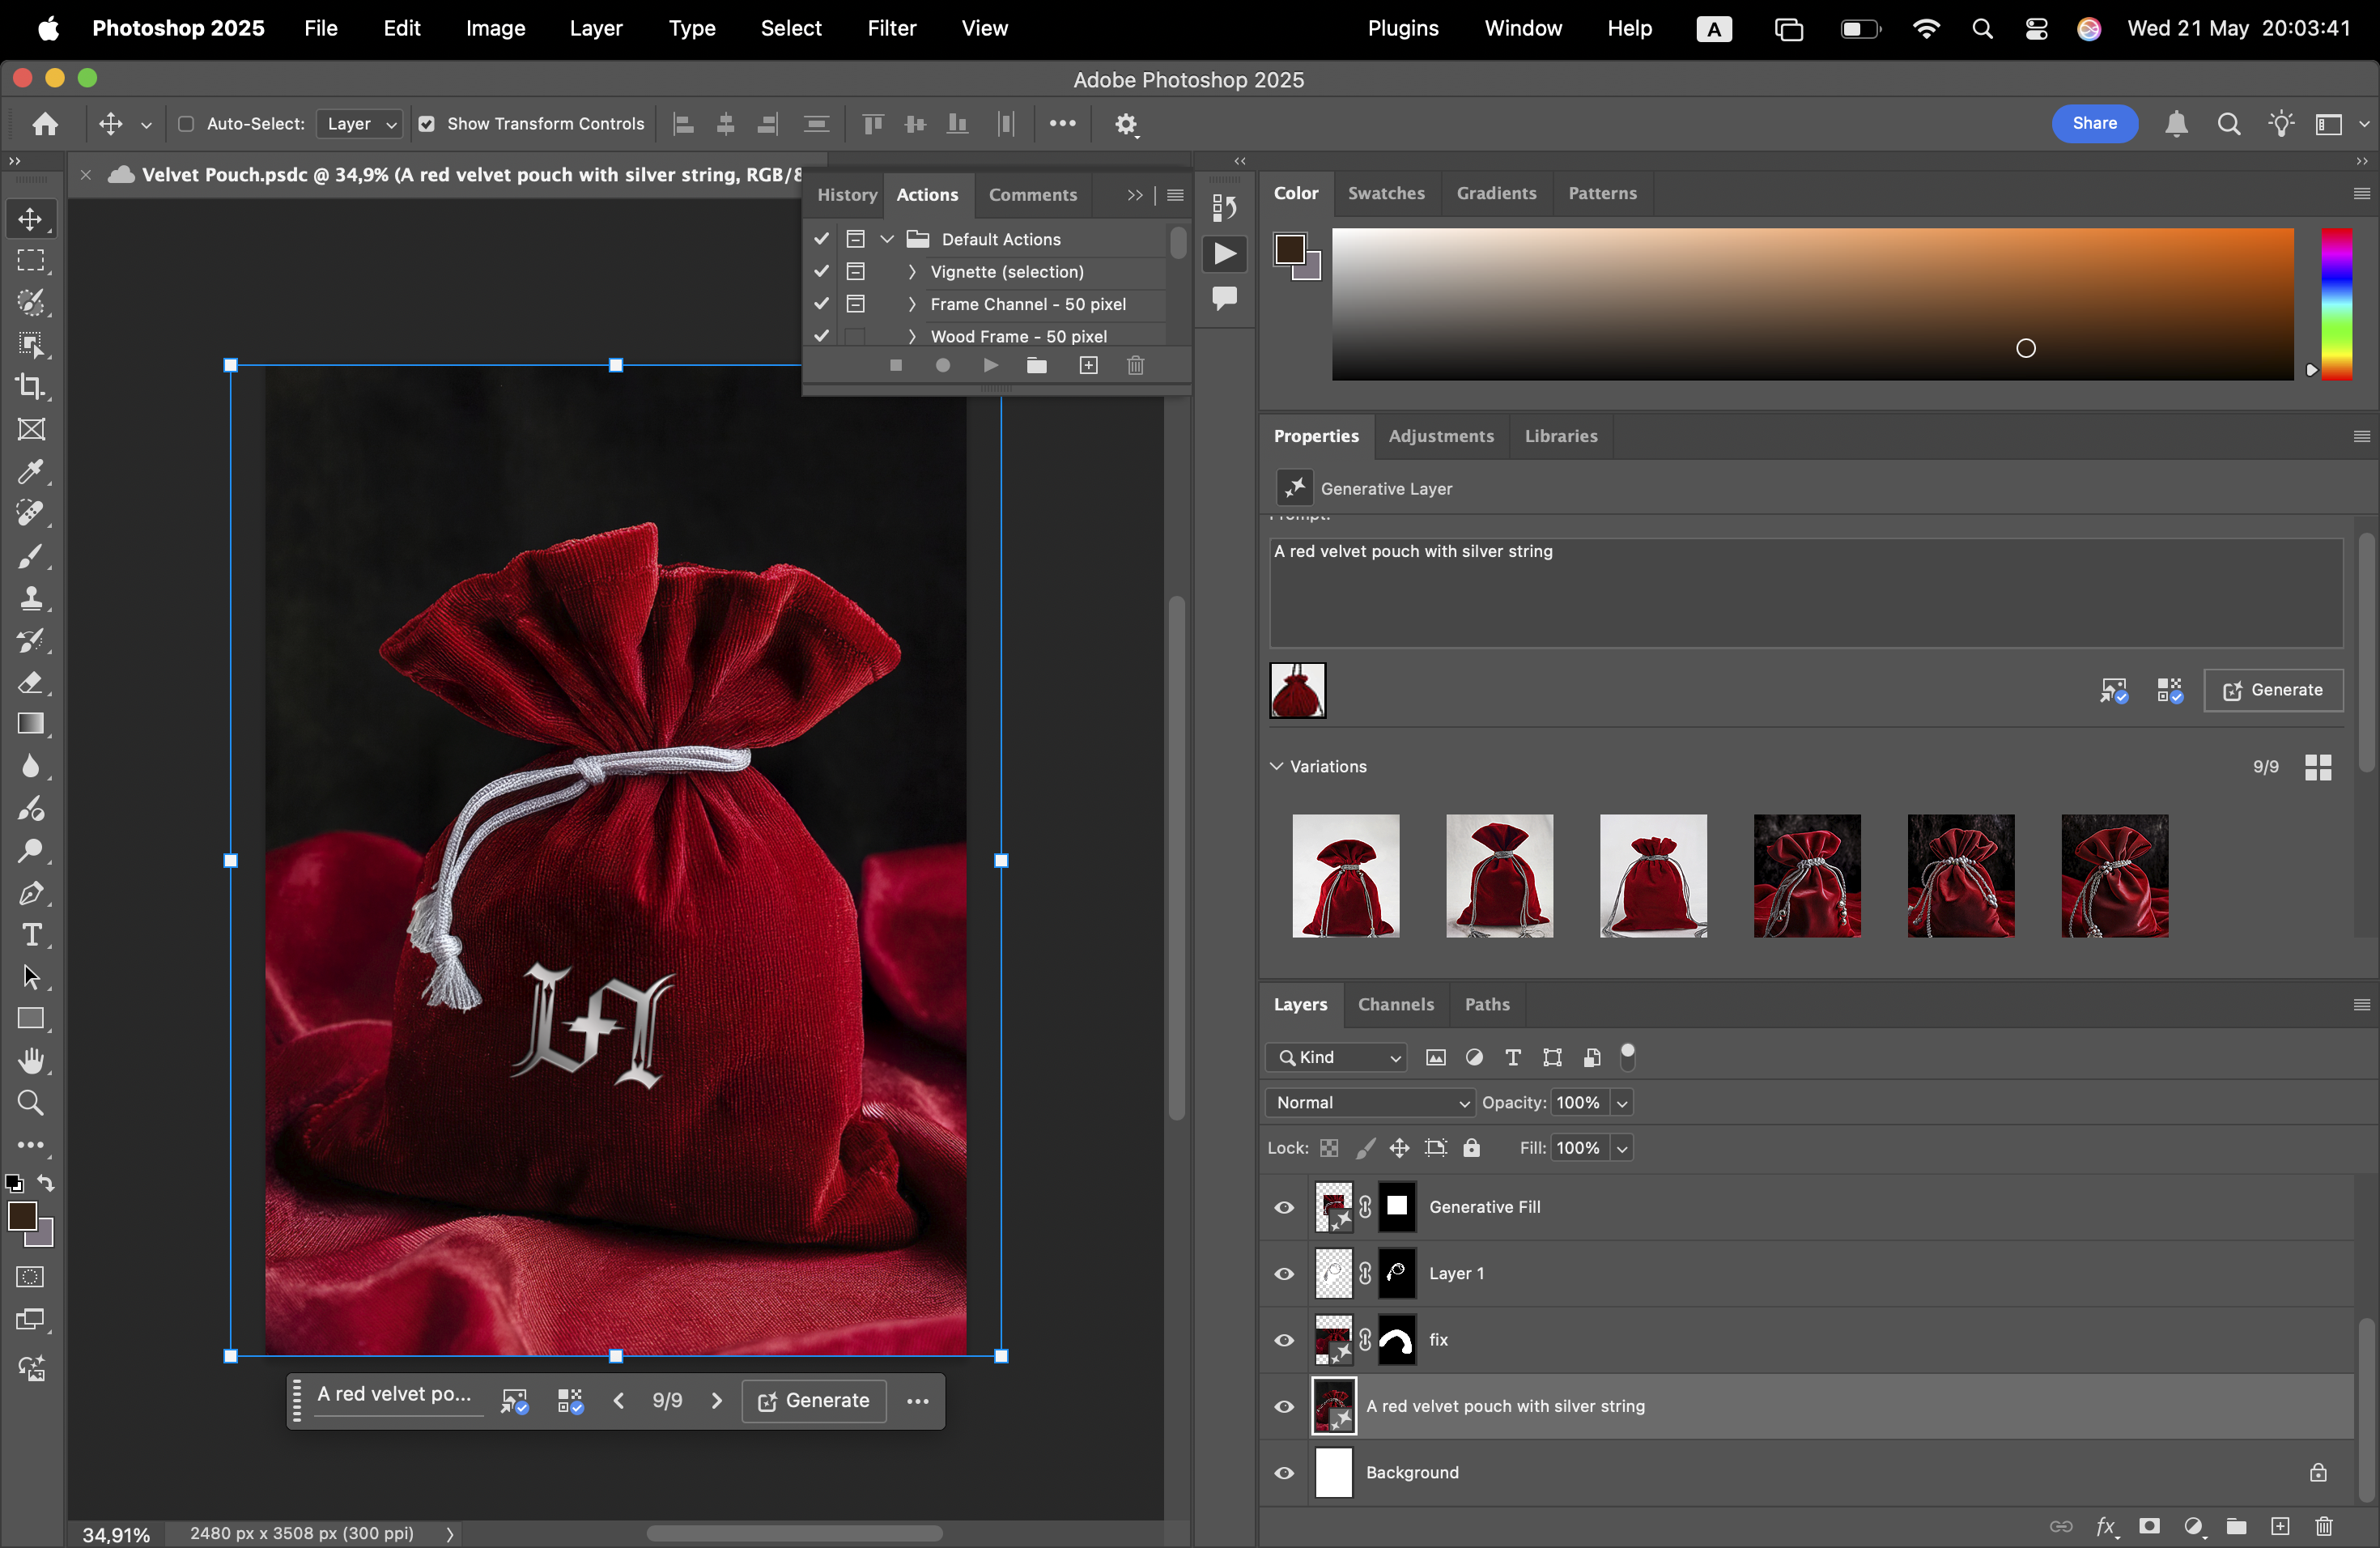 Photoshop 2025 File Edit Image Layer Type Select Filter View Plugins Window Help A Wed 21 May 20:03:41
Adobe Photoshop 2025
Auto-Select: Layer Show Transform Controls Share
Velvet Pouch.psdc @ 34,9% (A red velvet pouch with silver string, RGB/8
History Actions Comments
Default Actions
Vignette (selection)
Frame Channel - 50 pixel
Wood Frame - 50 pixel
Color Swatches Gradients Patterns
Properties Adjustments Libraries
Generative Layer
Prompt:
A red velvet pouch with silver string
Generate
Variations 9/9
Layers Channels Paths
Kind
Normal Opacity: 100%
Lock: Fill: 100%
Generative Fill
Layer 1
fix
A red velvet pouch with silver string
Background
A red velvet po... 9/9 Generate
34,91% 2480 px x 3508 px (300 ppi)